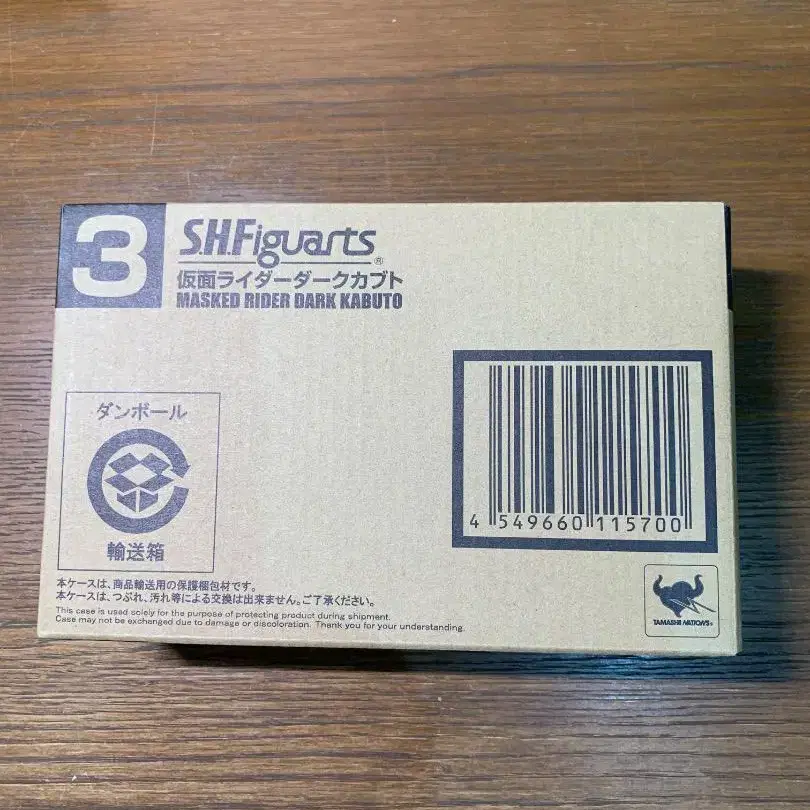 3
S.H.Figuarts®
仮面ライダーダークカブト
MASKED RIDER DARK KABUTO
ダンボール
輸送箱
4 549660 115700
本ケースは、商品輸送用の保護梱包材です。
本ケースは、つぶれ、汚れ等による交換は出来ません。ご了承ください。
This case is used solely for the purpose of protecting product during shipment.
Case may not be exchanged due to damage or discoloration. Thank you for your understanding.
TAMASHII NATIONS®